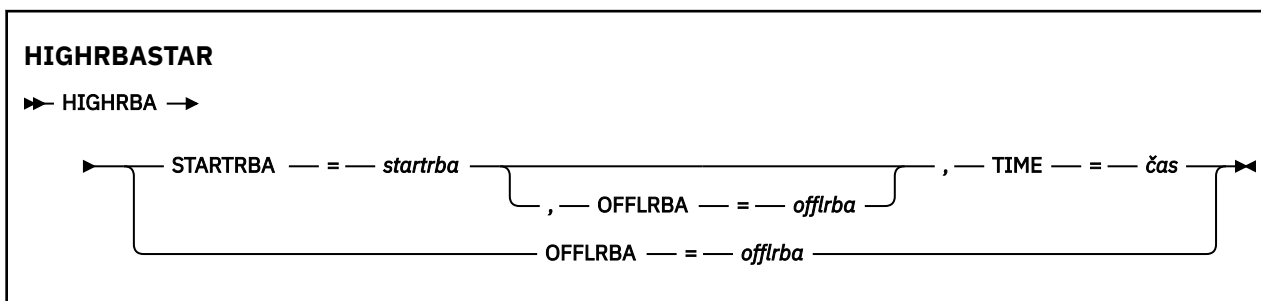 HIGHRBASTAR
HIGHRBA
STARTRBA = startrba , TIME = čas
, OFFLRBA = offlrba
OFFLRBA = offlrba